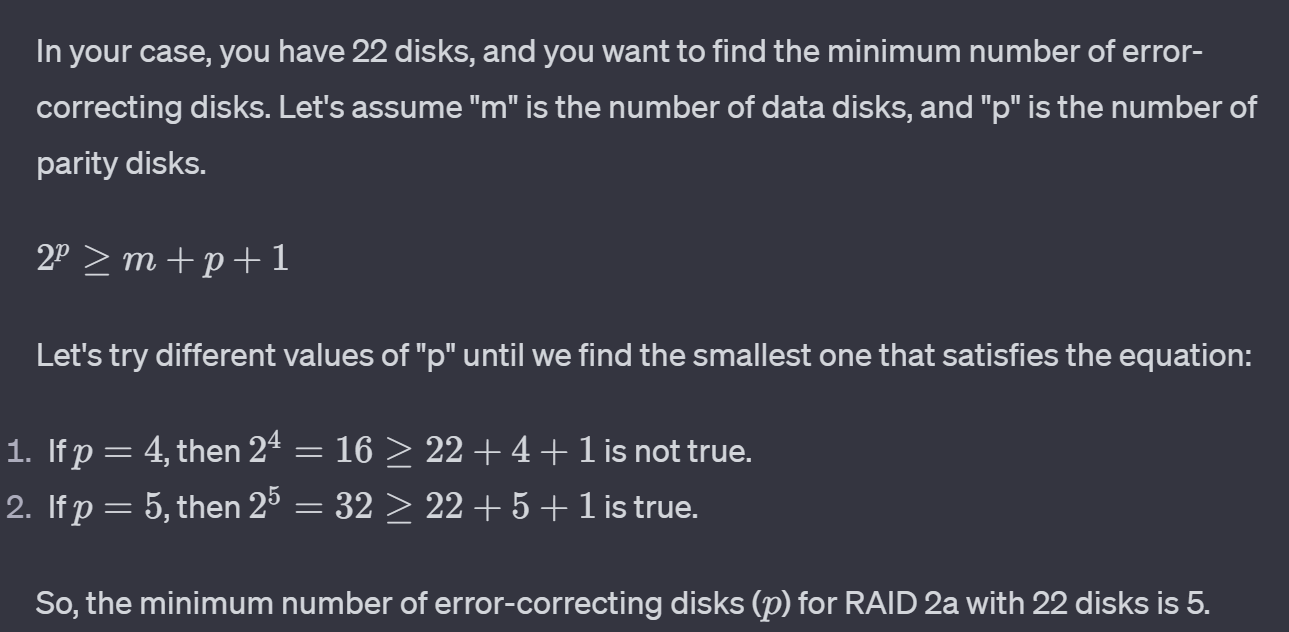 In your case, you have 22 disks, and you want to find the minimum number of error-
correcting disks. Let's assume "m" is the number of data disks, and "p" is the number of
parity disks.
2^p ≥ m + p + 1
Let's try different values of "p" until we find the smallest one that satisfies the equation:
1. If p = 4, then 2^4 = 16 ≥ 22 + 4 + 1 is not true.
2. If p = 5, then 2^5 = 32 ≥ 22 + 5 + 1 is true.
So, the minimum number of error-correcting disks (p) for RAID 2a with 22 disks is 5.